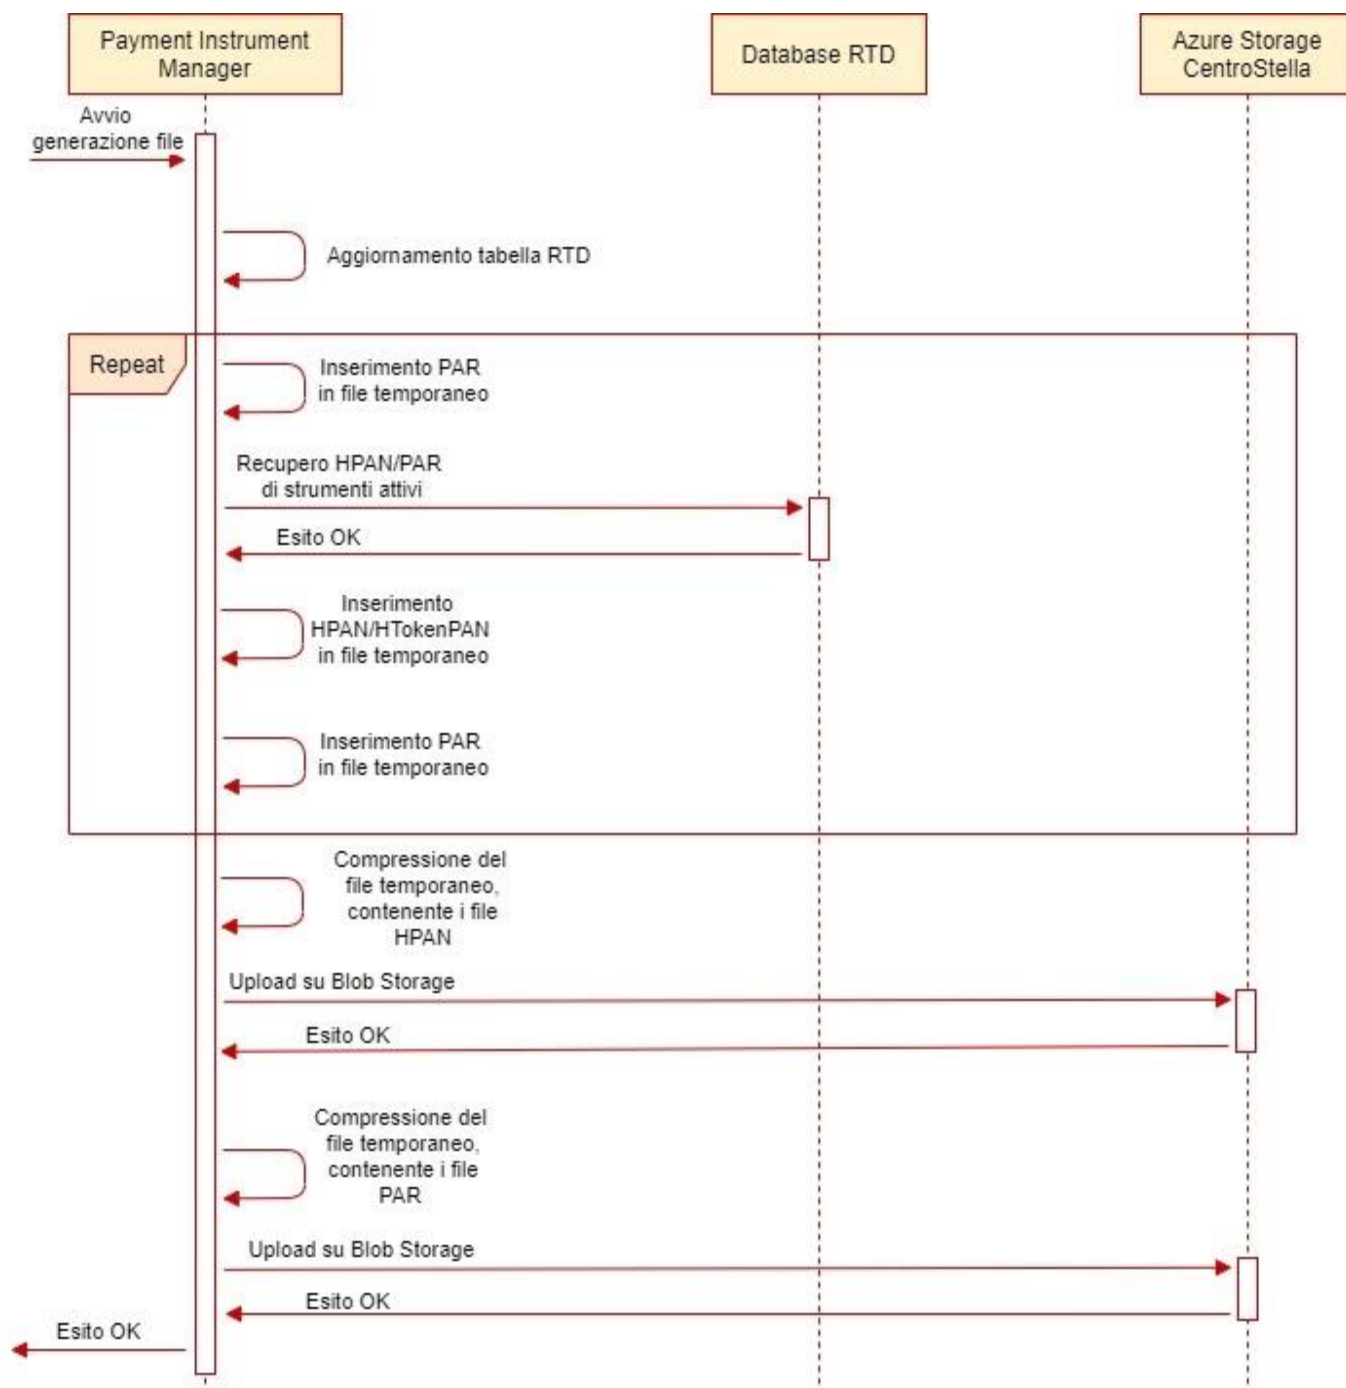 Payment Instrument
Manager
Database RTD
Azure Storage
CentroStella
Avvio
generazione file
Aggiornamento tabella RTD
Repeat
Inserimento PAR
in file temporaneo
Recupero HPAN/PAR
di strumenti attivi
Esito OK
Inserimento
HPAN/HTokenPAN
in file temporaneo
Inserimento PAR
in file temporaneo
Compressione del
file temporaneo,
contenente i file
HPAN
Upload su Blob Storage
Esito OK
Compressione del
file temporaneo,
contenente i file
PAR
Upload su Blob Storage
Esito OK
Esito OK